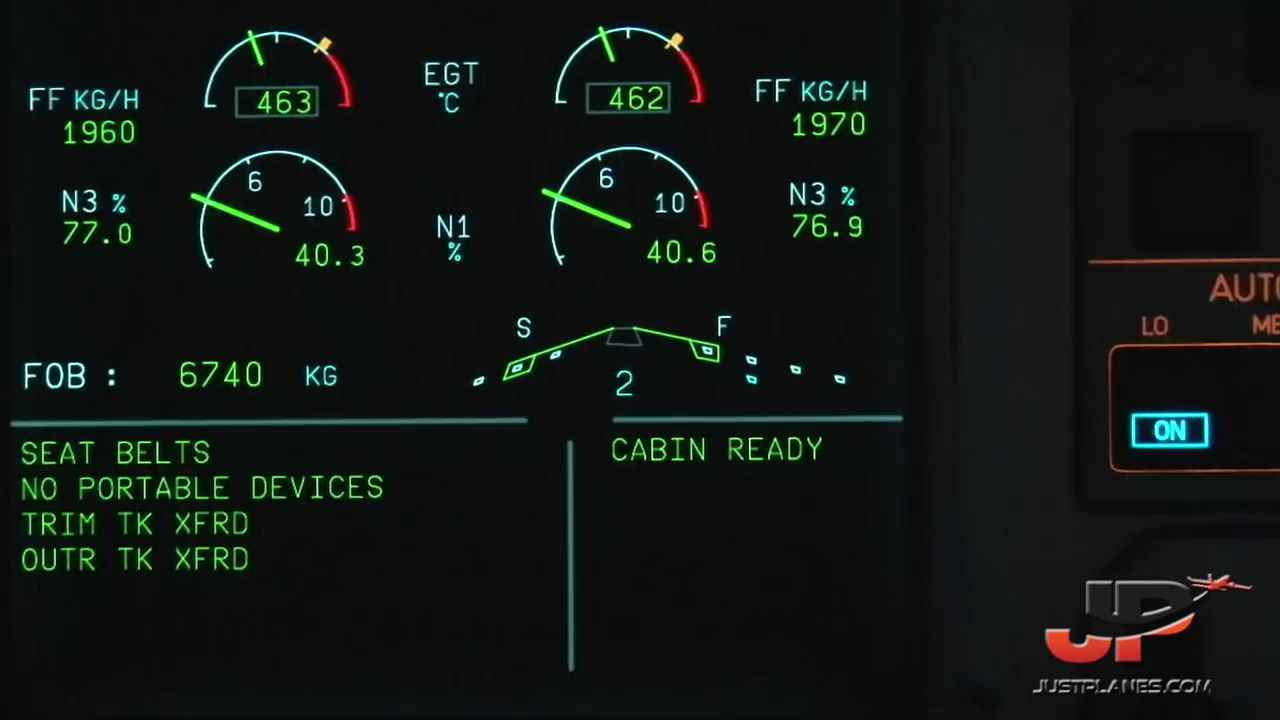 FF KG/H
1960
463
EGT
°C
462
FF KG/H
1970
N3 %
77.0
6
10
40.3
N1
%
6
10
40.6
N3 %
76.9
S
F
2
FOB : 6740 KG
SEAT BELTS
NO PORTABLE DEVICES
TRIM TK XFRD
OUTR TK XFRD
CABIN READY
LO
ON
JP
JUSTPLANES.COM